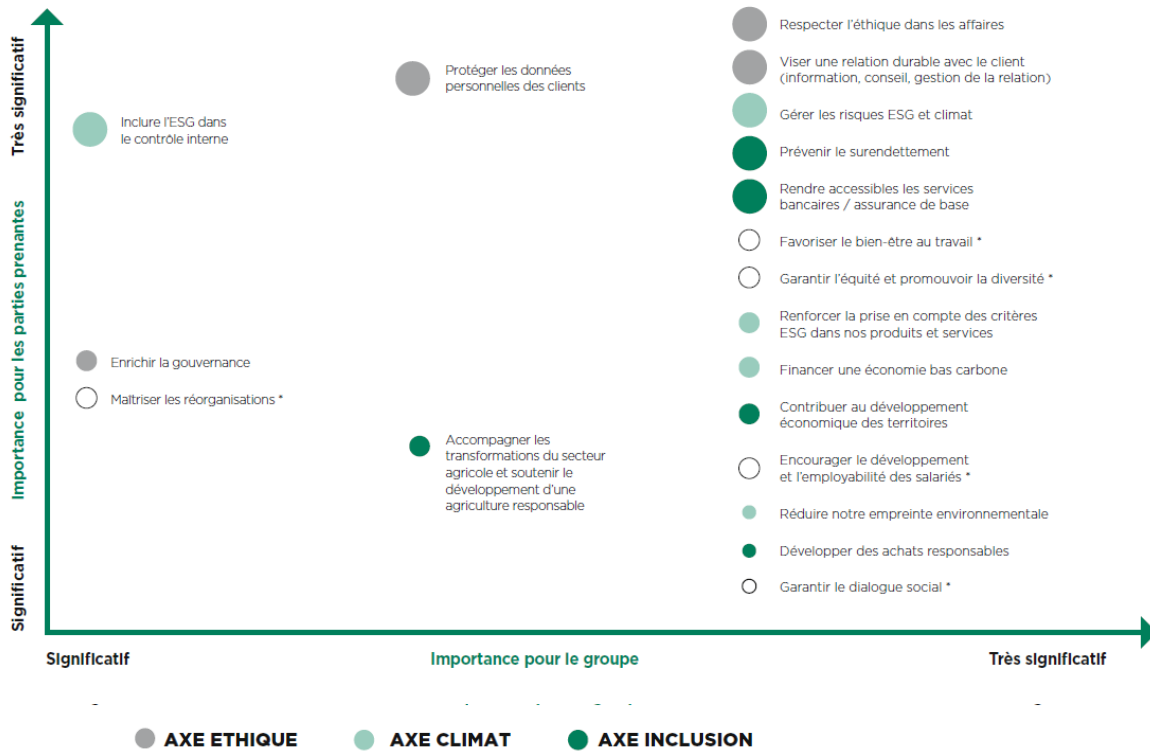 Très significatif
Importance pour les parties prenantes
Significatif
Inclure l'ESG dans
le contrôle interne
Enrichir la gouvernance
Maîtriser les réorganisations *
Protéger les données
personnelles des clients
Accompagner les
transformations du secteur
agricole et soutenir le
développement d'une
agriculture responsable
Respecter l'éthique dans les affaires
Viser une relation durable avec le client
(information, conseil, gestion de la relation)
Gérer les risques ESG et climat
Prévenir le surendettement
Rendre accessibles les services
bancaires / assurance de base
Favoriser le bien-être au travail *
Garantir l'équité et promouvoir la diversité *
Renforcer la prise en compte des critères
ESG dans nos produits et services
Financer une économie bas carbone
Contribuer au développement
économique des territoires
Encourager le développement
et l'employabilité des salariés *
Réduire notre empreinte environnementale
Développer des achats responsables
Garantir le dialogue social *
Significatif
Importance pour le groupe
Très significatif
AXE ETHIQUE
AXE CLIMAT
AXE INCLUSION